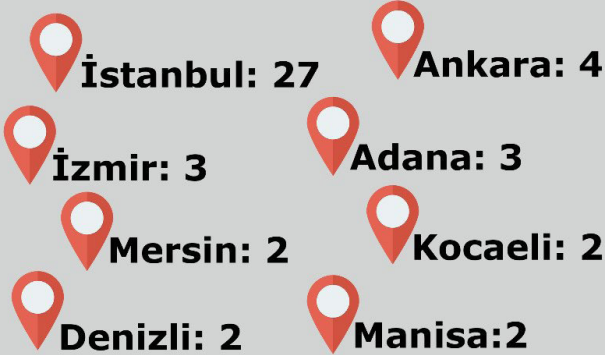 İstanbul: 27
Ankara: 4
İzmir: 3
Adana: 3
Mersin: 2
Kocaeli: 2
Denizli: 2
Manisa:2